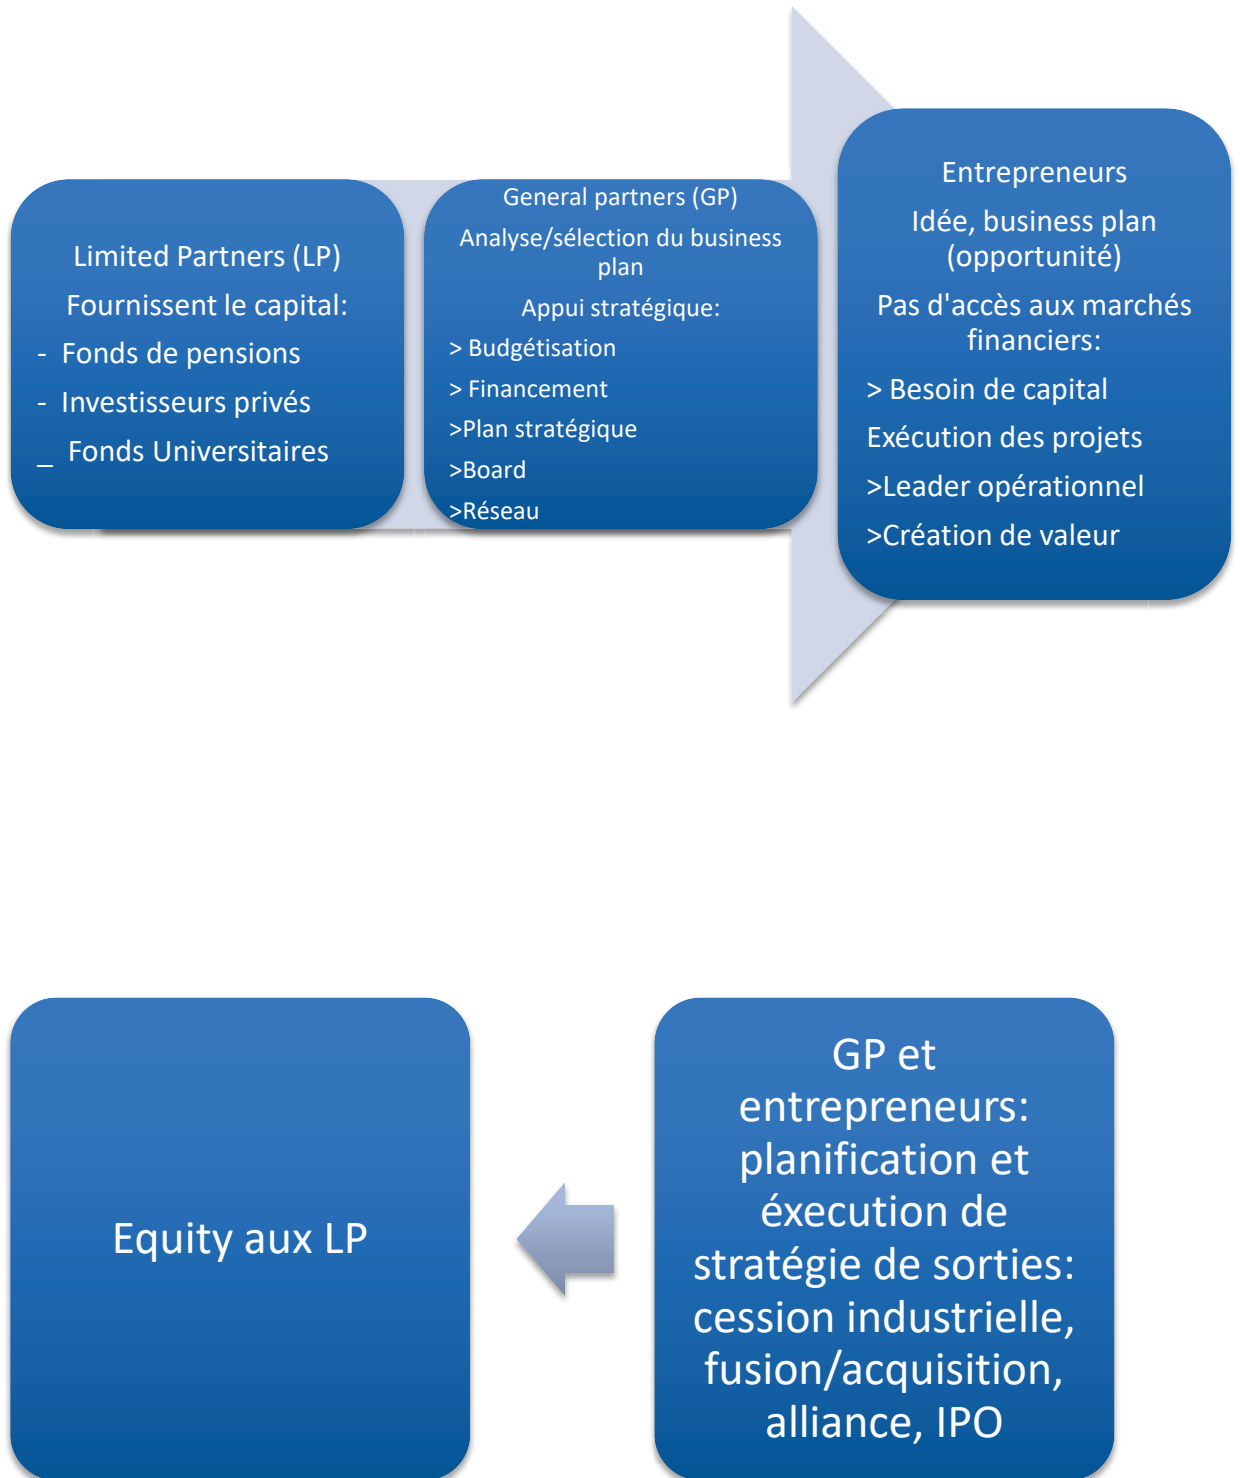 Limited Partners (LP)
Fournissent le capital:
- Fonds de pensions
- Investisseurs privés
_ Fonds Universitaires
General partners (GP)
Analyse/sélection du business
plan
Appui stratégique:
> Budgétisation
> Financement
>Plan stratégique
>Board
>Réseau
Entrepreneurs
Idée, business plan
(opportunité)
Pas d'accès aux marchés
financiers:
> Besoin de capital
Exécution des projets
>Leader opérationnel
>Création de valeur
Equity aux LP
GP et
entrepreneurs:
planification et
éxecution de
stratégie de sorties:
cession industrielle,
fusion/acquisition,
alliance, IPO